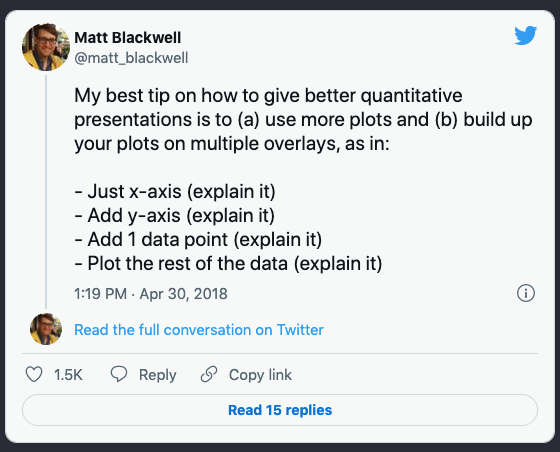 Matt Blackwell
@matt_blackwell
My best tip on how to give better quantitative
presentations is to (a) use more plots and (b) build up
your plots on multiple overlays, as in:
- Just x-axis (explain it)
- Add y-axis (explain it)
- Add 1 data point (explain it)
- Plot the rest of the data (explain it)
1:19 PM · Apr 30, 2018
Read the full conversation on Twitter
1.5K Reply Copy link
Read 15 replies